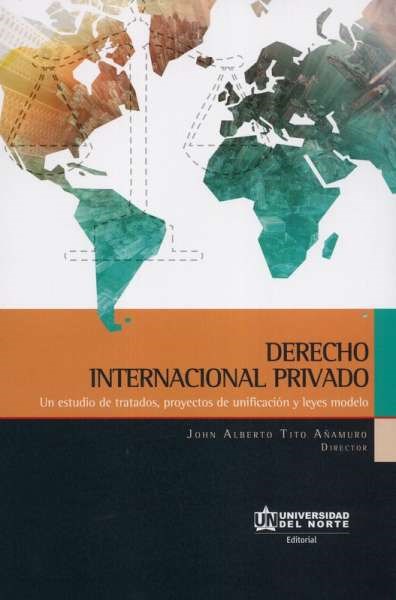 DERECHO
INTERNACIONAL PRIVADO
Un estudio de tratados, proyectos de unificación y leyes modelo
JOHN ALBERTO TITO AÑAMURO
DIRECTOR
UN UNIVERSIDAD
DEL NORTE
Editorial